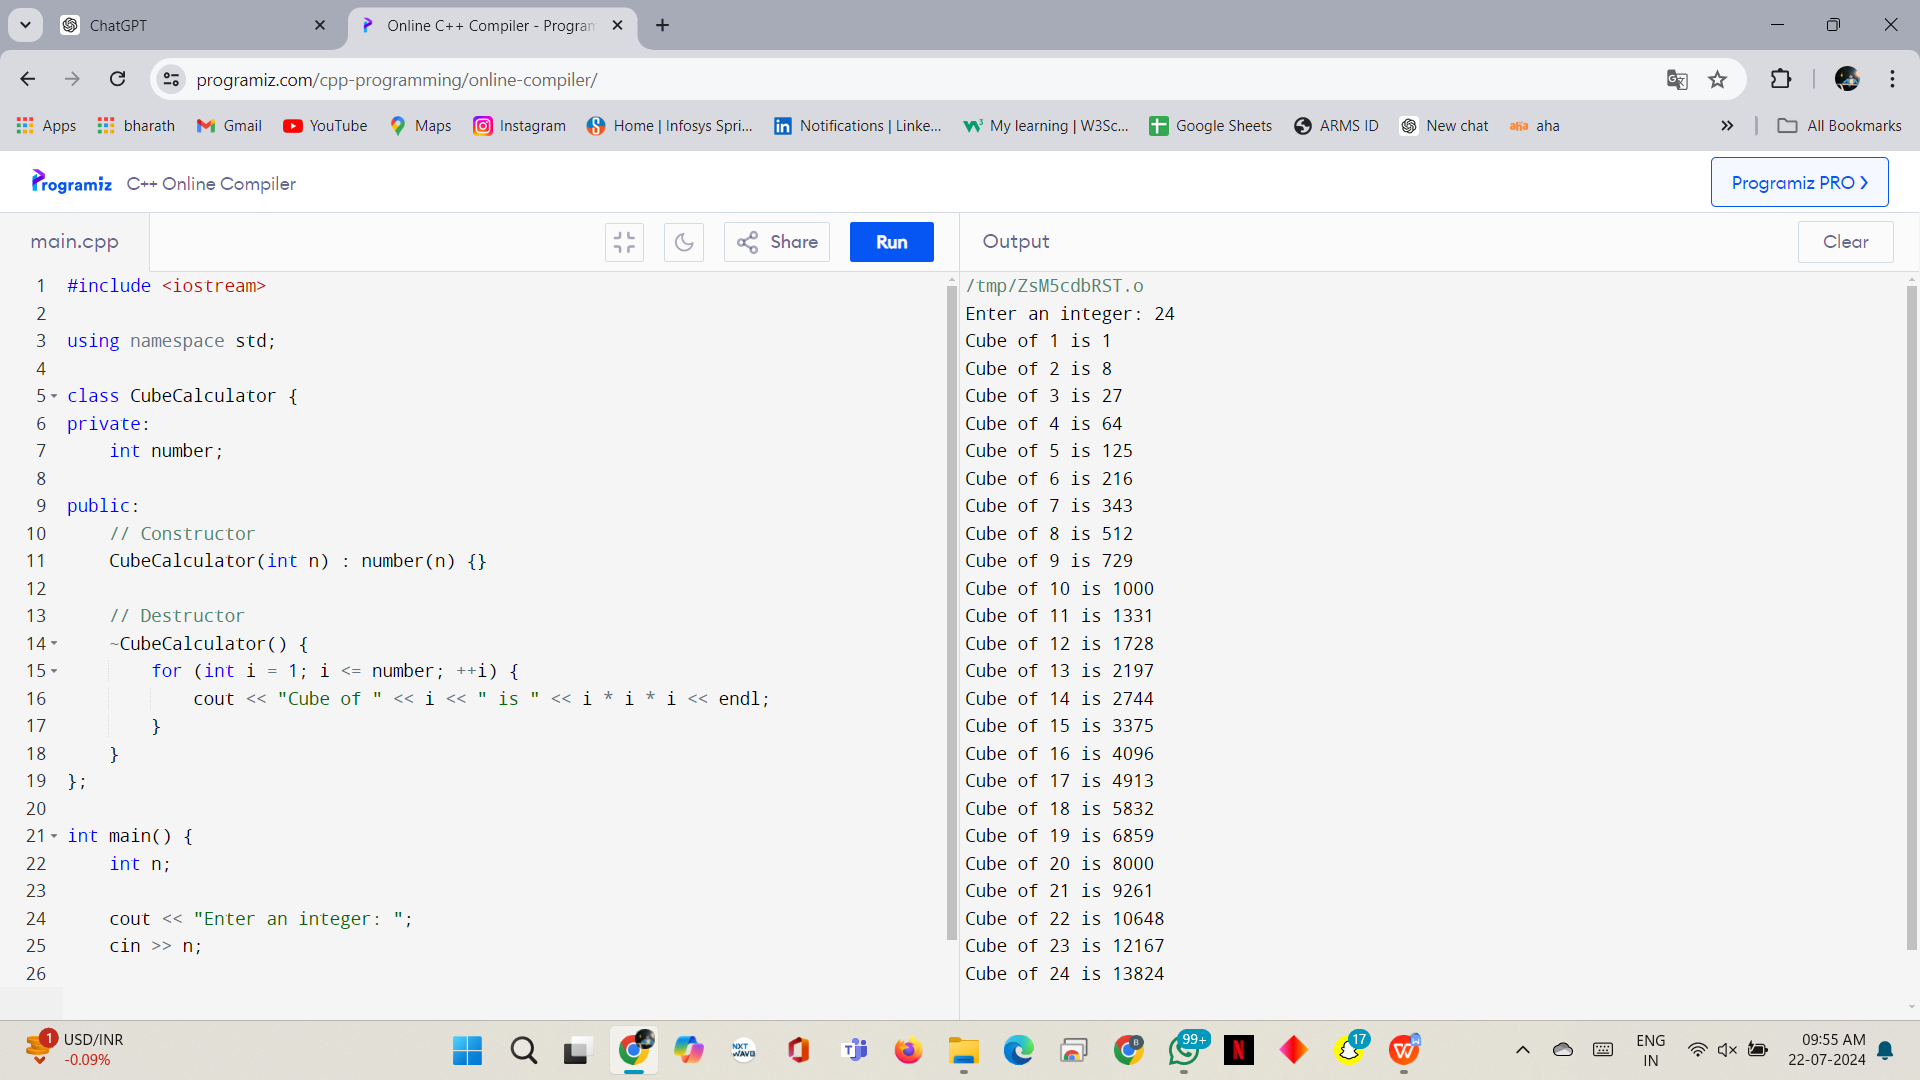 ChatGPT
Online C++ Compiler - Program
programiz.com/cpp-programming/online-compiler/
Apps bharath Gmail YouTube Maps Instagram Home | Infosys Spri... Notifications | Linke... My learning | W3Sc... Google Sheets ARMS ID New chat aha aha All Bookmarks
Programiz C++ Online Compiler Programiz PRO
main.cpp Share Run Output Clear
1 #include <iostream>
2
3 using namespace std;
4
5 class CubeCalculator {
6 private:
7     int number;
8
9 public:
10     // Constructor
11     CubeCalculator(int n) : number(n) {}
12
13     // Destructor
14     ~CubeCalculator() {
15         for (int i = 1; i <= number; ++i) {
16             cout << "Cube of " << i << " is " << i * i * i << endl;
17         }
18     }
19 };
20
21 int main() {
22     int n;
23
24     cout << "Enter an integer: ";
25     cin >> n;
26
/tmp/ZsM5cdbRST.o
Enter an integer: 24
Cube of 1 is 1
Cube of 2 is 8
Cube of 3 is 27
Cube of 4 is 64
Cube of 5 is 125
Cube of 6 is 216
Cube of 7 is 343
Cube of 8 is 512
Cube of 9 is 729
Cube of 10 is 1000
Cube of 11 is 1331
Cube of 12 is 1728
Cube of 13 is 2197
Cube of 14 is 2744
Cube of 15 is 3375
Cube of 16 is 4096
Cube of 17 is 4913
Cube of 18 is 5832
Cube of 19 is 6859
Cube of 20 is 8000
Cube of 21 is 9261
Cube of 22 is 10648
Cube of 23 is 12167
Cube of 24 is 13824
1 USD/INR
-0.09%
NXT
WAVE
99+
N
17
ENG
IN
09:55 AM
22-07-2024